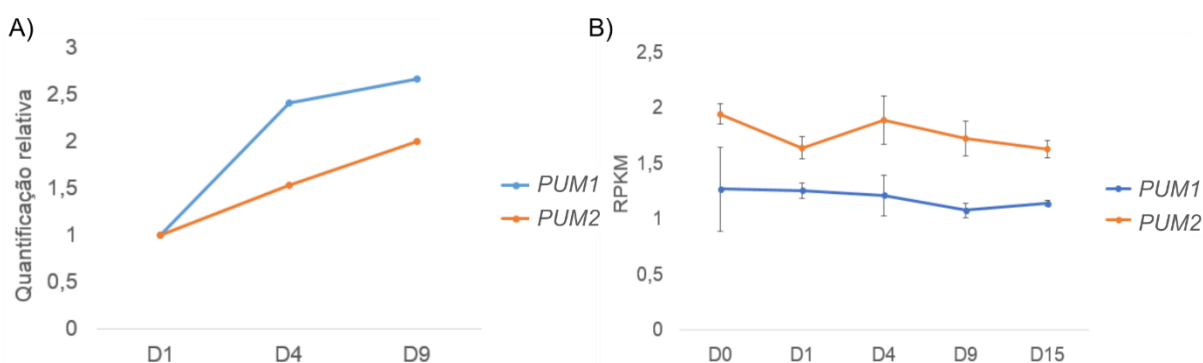 A)
Quantificação relativa
3
2,5
2
1,5
1
0,5
0
D1 D4 D9
PUM1
PUM2
B)
RPKM
2,5
2
1,5
1
0,5
0
D0 D1 D4 D9 D15
PUM1
PUM2